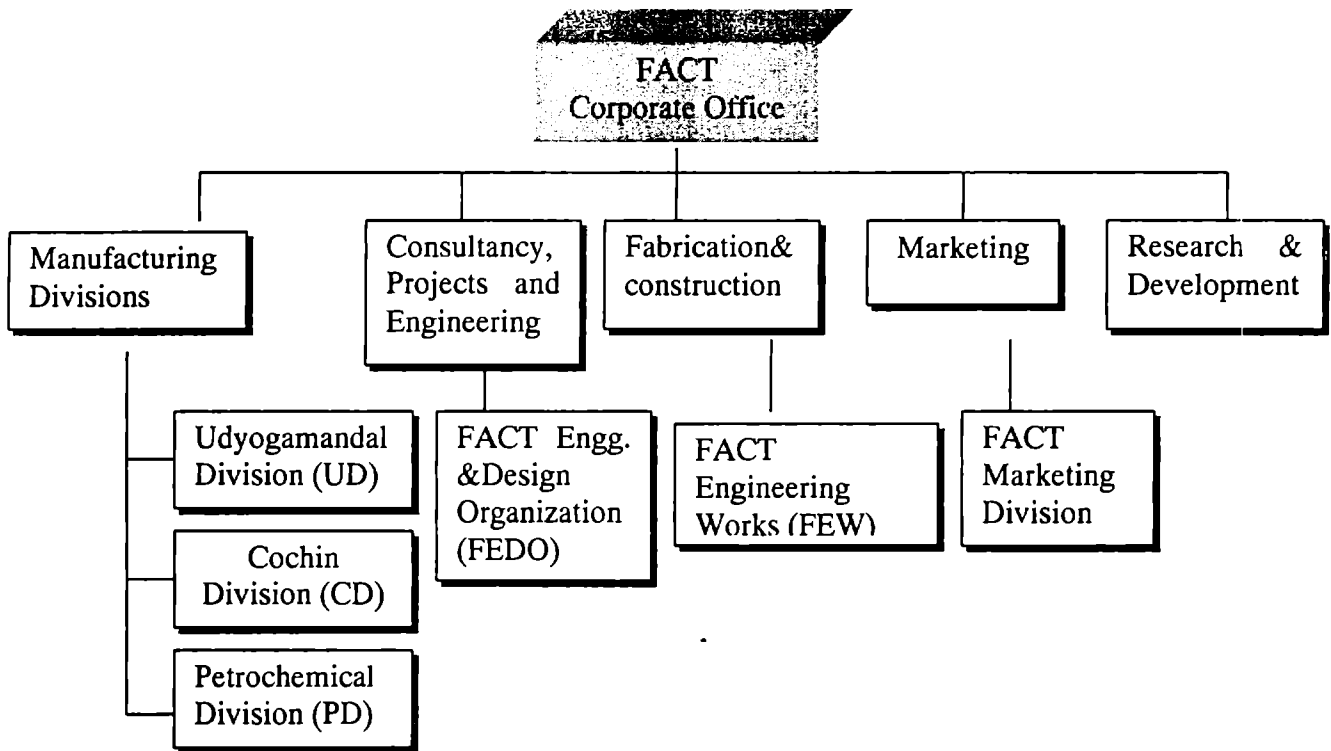 FACT
Corporate Office
Manufacturing
Divisions
Consultancy,
Projects and
Engineering
Fabrication&
construction
Marketing
Research &
Development
Udyogamandal
Division (UD)
Cochin
Division (CD)
Petrochemical
Division (PD)
FACT Engg.
&Design
Organization
(FEDO)
FACT
Engineering
Works (FEW)
FACT
Marketing
Division